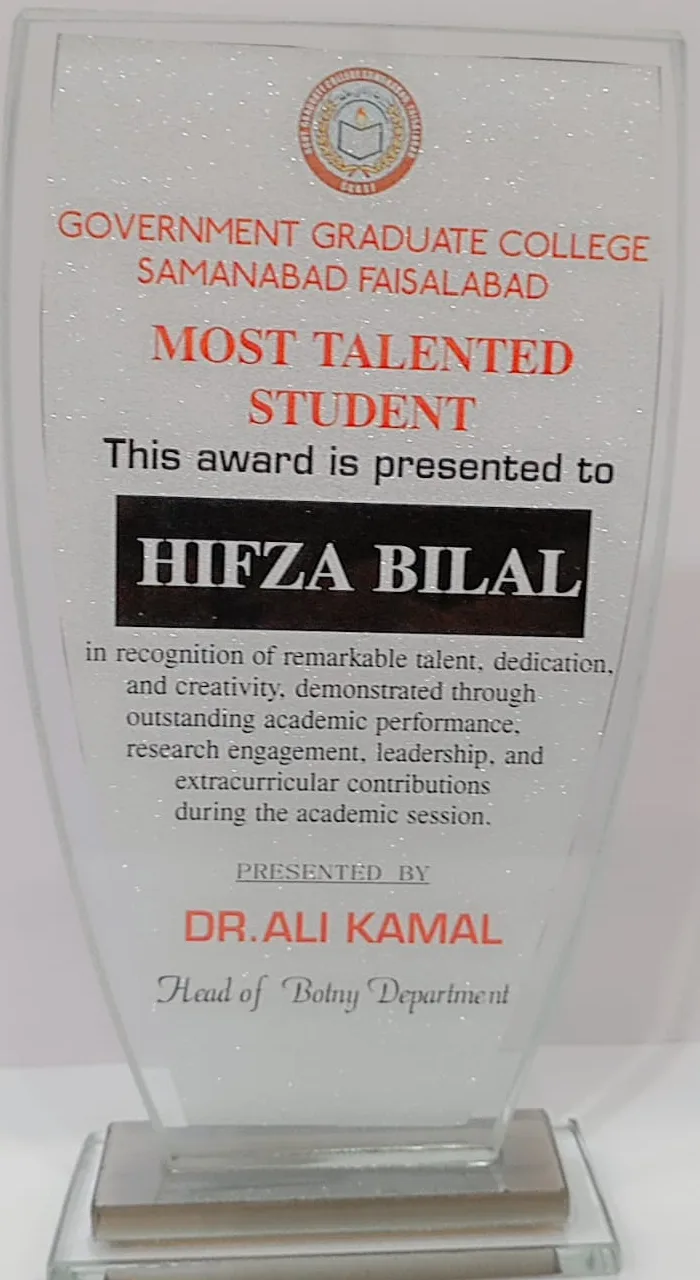 GOVERNMENT GRADUATE COLLEGE
SAMANABAD FAISALABAD
MOST TALENTED
STUDENT
This award is presented to
HIFZA BILAL
in recognition of remarkable talent, dedication,
and creativity, demonstrated through
outstanding academic performance,
research engagement, leadership, and
extracurricular contributions
during the academic session.
PRESENTED BY
DR.ALI KAMAL
Head of Botny Department